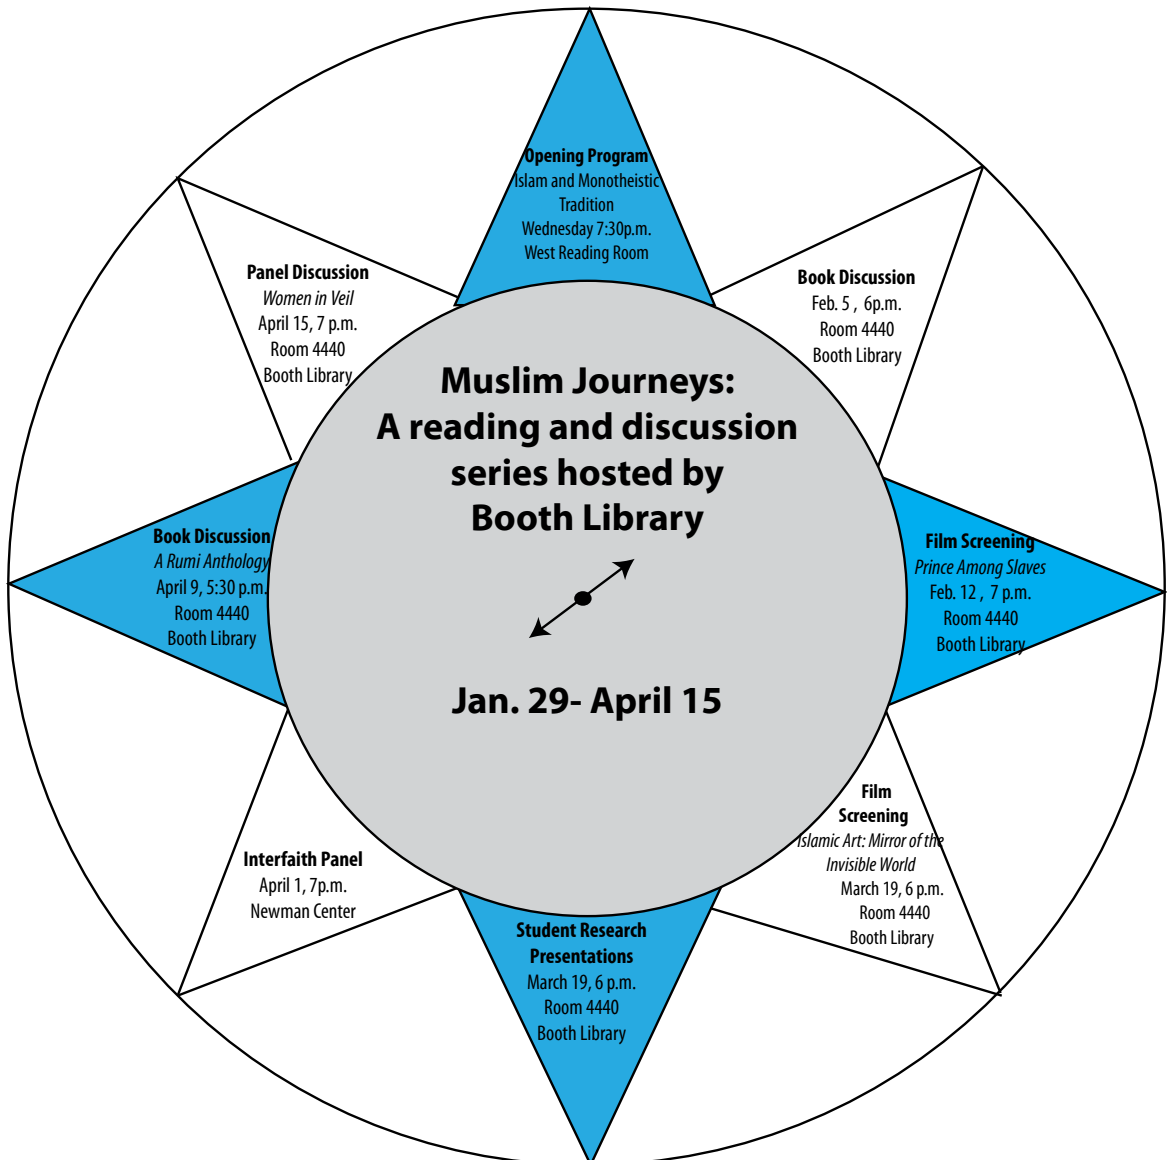 Opening Program
Islam and Monotheistic
Tradition
Wednesday 7:30p.m.
West Reading Room
Book Discussion
Feb. 5 , 6p.m.
Room 4440
Booth Library
Film Screening
Prince Among Slaves
Feb. 12 , 7 p.m.
Room 4440
Booth Library
Film
Screening
Islamic Art: Mirror of the
Invisible World
March 19, 6 p.m.
Room 4440
Booth Library
Student Research
Presentations
March 19, 6 p.m.
Room 4440
Booth Library
Interfaith Panel
April 1, 7p.m.
Newman Center
Book Discussion
A Rumi Anthology
April 9, 5:30 p.m.
Room 4440
Booth Library
Panel Discussion
Women in Veil
April 15, 7 p.m.
Room 4440
Booth Library
Muslim Journeys:
A reading and discussion
series hosted by
Booth Library
Jan. 29- April 15